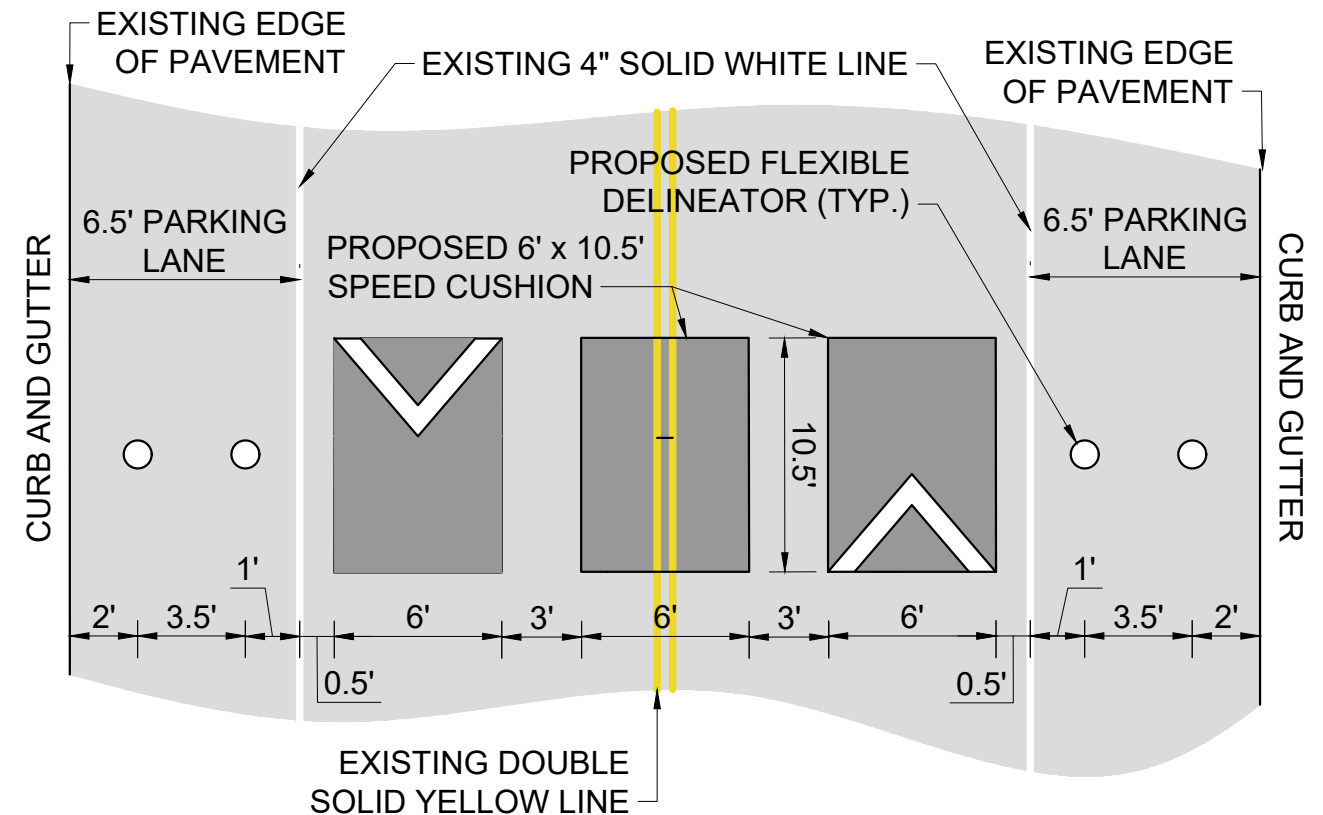 EXISTING EDGE
OF PAVEMENT
EXISTING 4" SOLID WHITE LINE
EXISTING EDGE
OF PAVEMENT
PROPOSED FLEXIBLE
DELINEATOR (TYP.)
6.5' PARKING
LANE
6.5' PARKING
LANE
PROPOSED 6' x 10.5'
SPEED CUSHION
CURB AND GUTTER
CURB AND GUTTER
10.5'
1'
1'
2'
3.5'
6'
3'
6'
3'
6'
3.5'
2'
0.5'
0.5'
EXISTING DOUBLE
SOLID YELLOW LINE